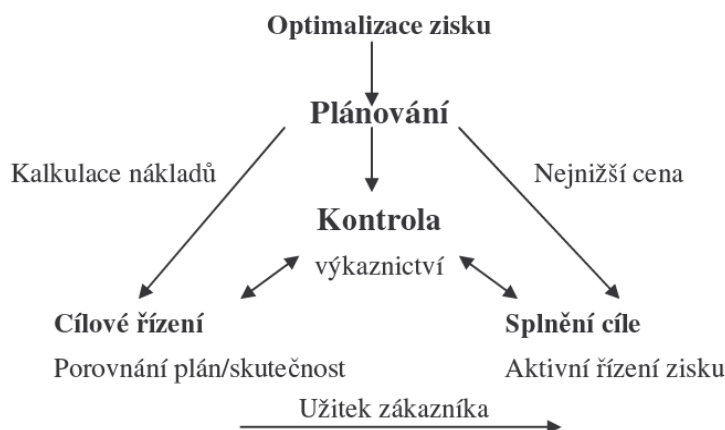 Optimalizace zisku
Plánování
Kalkulace nákladů
Nejnižší cena
Kontrola
výkaznictví
Cílové řízení
Splnění cíle
Porovnání plán/skutečnost
Aktivní řízení zisku
Užitek zákazníka